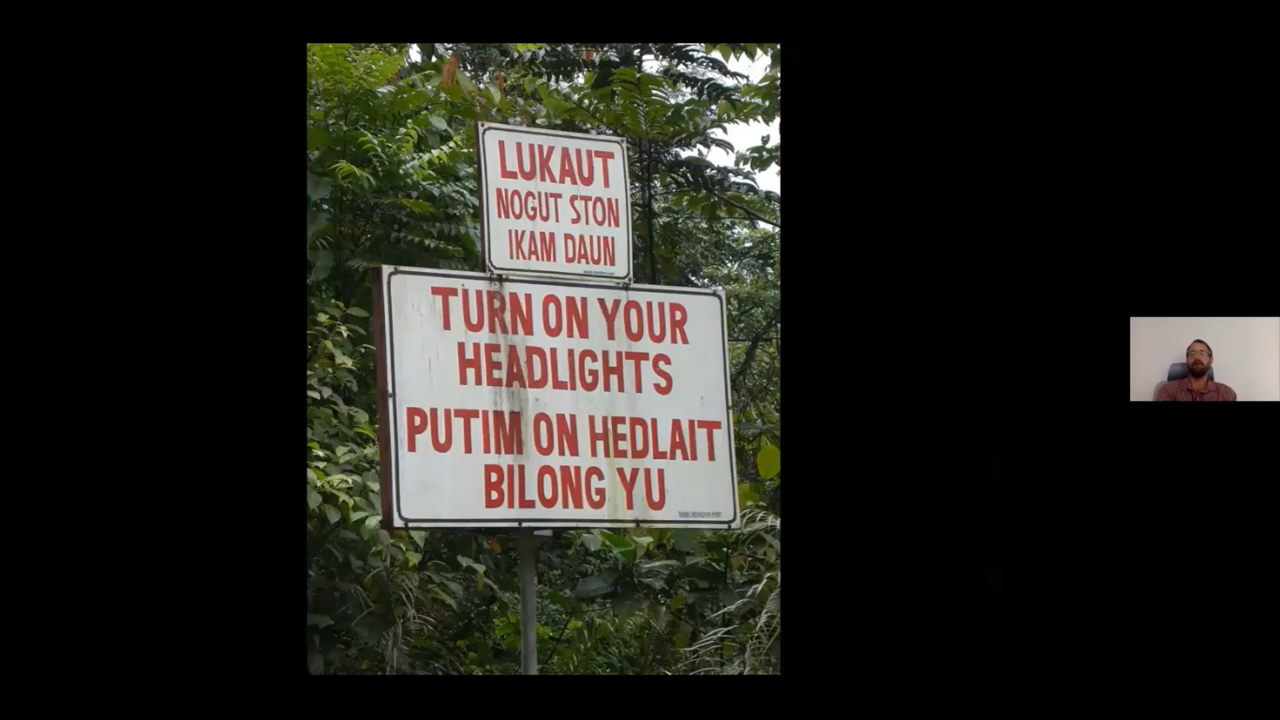 LUKAUT
NOGUT STON
IKAM DAUN
TURN ON YOUR
HEADLIGHTS
PUTIM ON HEDLAIT
BILONG YU